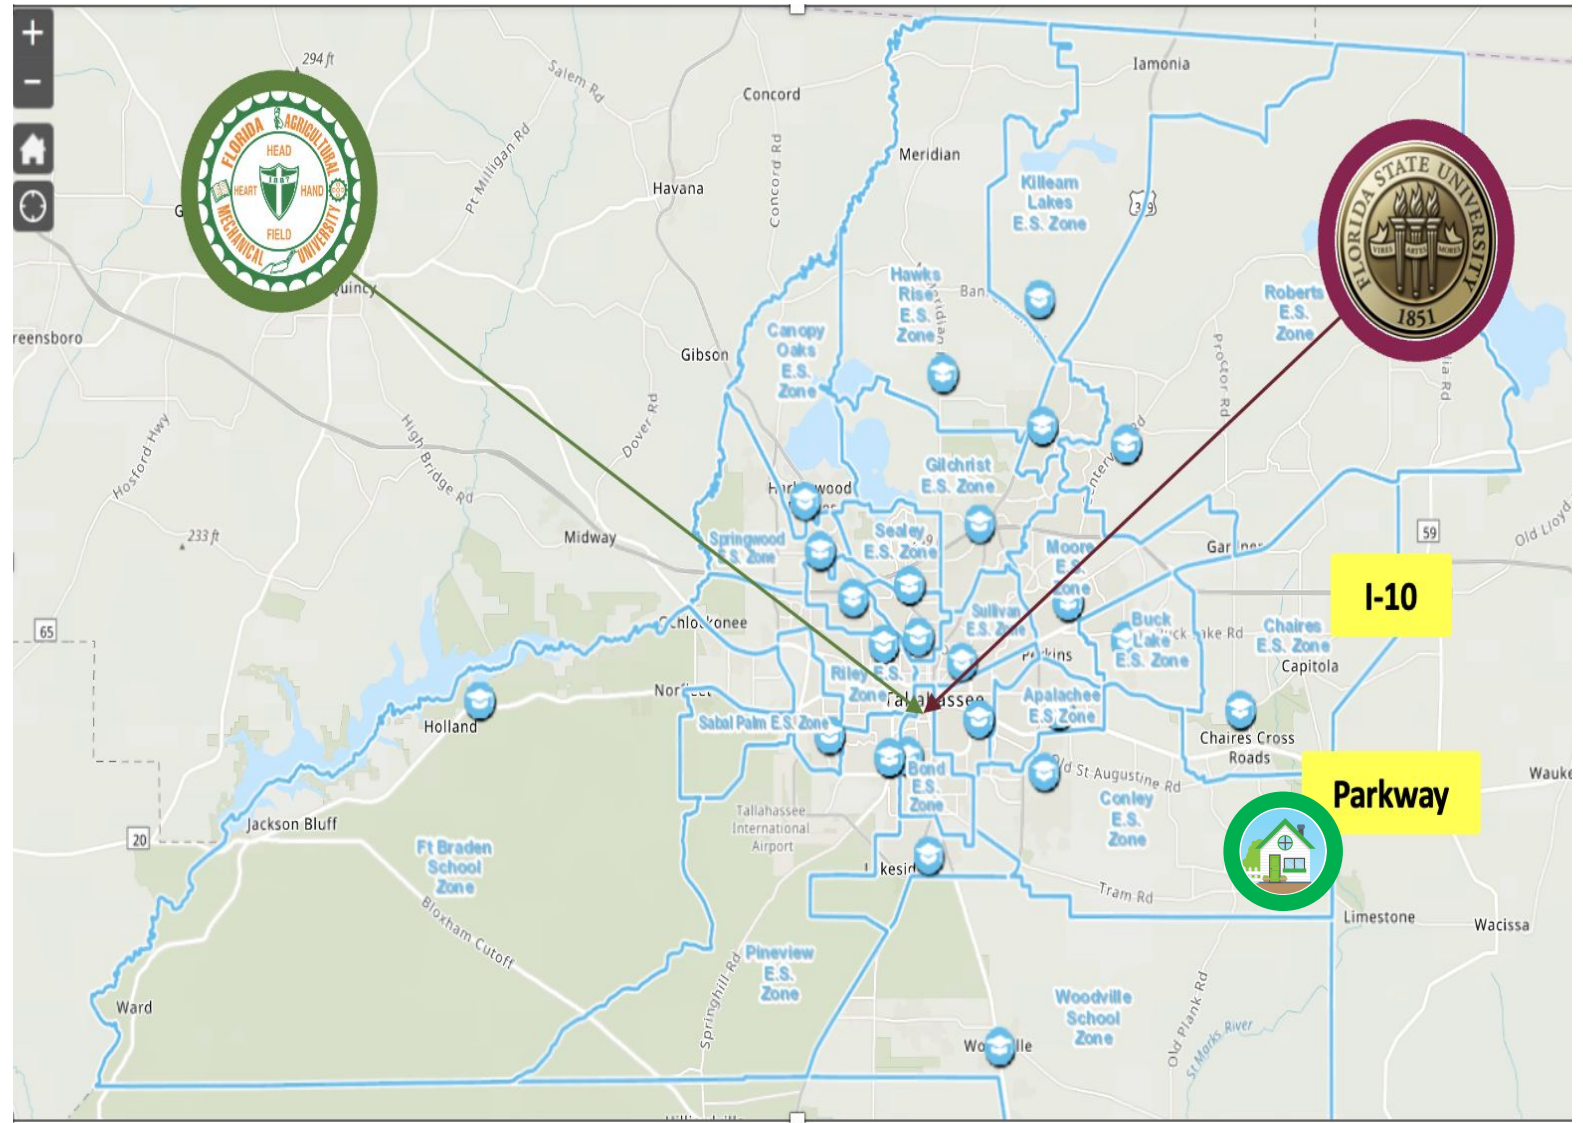 +
−
294 ft
Salem Rd
Concord
Iamonia
Pt Milligan Rd
Concord Rd
Meridian
Havana
Killearn
Lakes
E.S. Zone
FLORIDA AGRICULTURAL
MECHANICAL UNIVERSITY
HEAD
1887
HEART
HAND
FIELD
FLORIDA STATE UNIVERSITY
VIRES ARTES MORES
1851
Hawks
Rise
E.S.
Zone
Roberts
E.S.
Zone
Canopy
Oaks
E.S.
Zone
Gibson
Proctor Rd
Hosford Hwy
High Bridge Rd
Dover Rd
Gilchrist
E.S. Zone
233 ft
Midway
Springwood
Sealey
E.S. Zone
Moore
E.S.
Zone
59
Old Lloyd
I-10
65
Sullivan
E.S. Zone
Buck
Lake
E.S. Zone
Chaires
E.S. Zone
Capitola
Riley E.S.
Zone
Tallahassee
Apalachee
E.S. Zone
Holland
Sabal Palm E.S. Zone
Chaires Cross
Roads
Parkway
Bond
E.S.
Zone
Old St Augustine Rd
Conley
E.S.
Zone
Tallahassee
International
Airport
20
Jackson Bluff
Ft Braden
School
Zone
Tram Rd
Limestone
Wacissa
Bloxham Cutoff
Pineview
E.S.
Zone
Springhill Rd
Woodville
School
Zone
Old Plank Rd
St Marks River
Ward